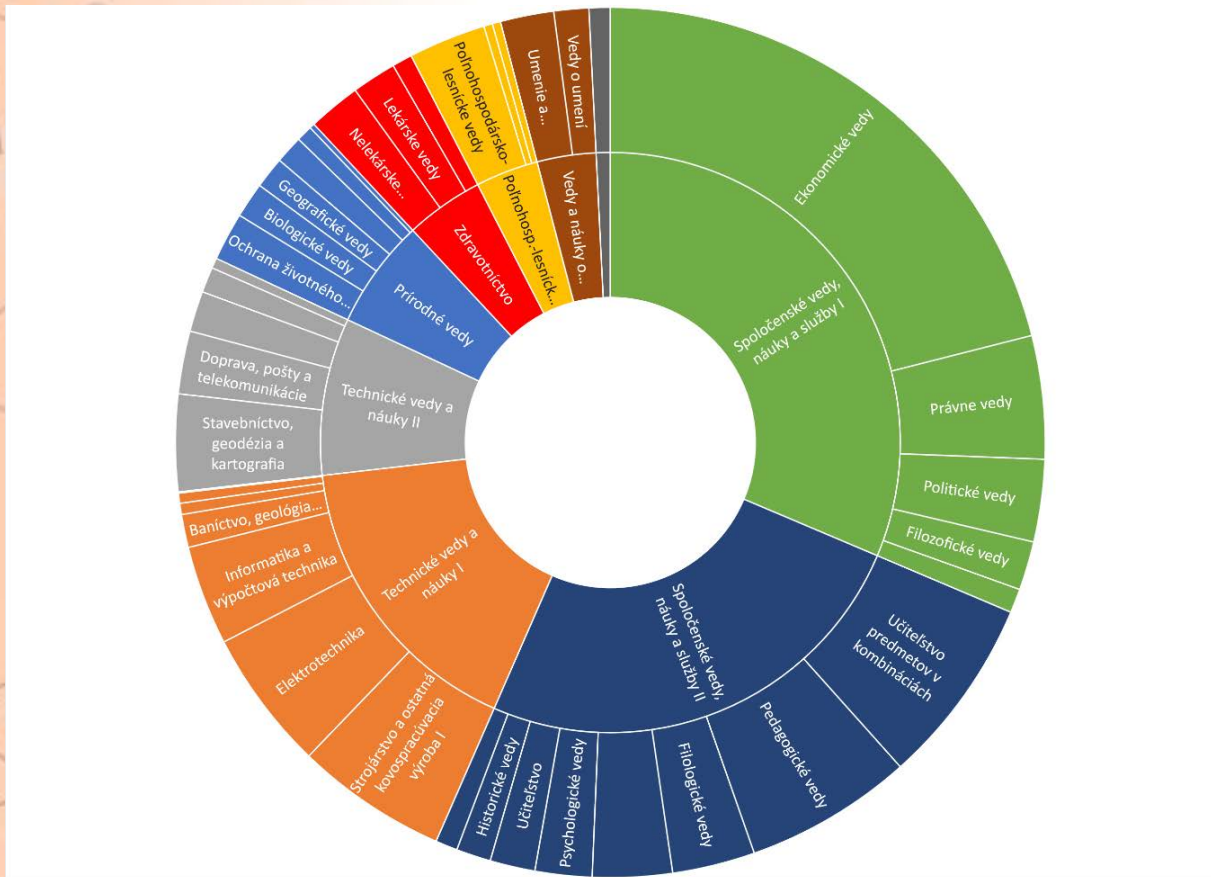 Ekonomické vedy
Právne vedy
Politické vedy
Filozofické vedy
Spoločenské vedy,
náuky a služby I
Učiteľstvo
predmetov v
kombináciách
Pedagogické vedy
Filologické vedy
Psychologické vedy
Učiteľstvo
Historické vedy
Spoločenské vedy,
náuky a služby II
Strojárstvo a ostatná
kovospracúvacia
výroba I
Elektrotechnika
Informatika a
výpočtová technika
Baníctvo, geológia...
Technické vedy a
náuky I
Stavebníctvo,
geodézia a
kartografia
Doprava, pošty a
telekomunikácie
Technické vedy a
náuky II
Ochrana životného...
Biologické vedy
Geografické vedy
Prírodné vedy
Nelekárske...
Lekárske vedy
Zdravotníctvo
Poľnohospodársko-
lesnícke vedy
Poľnohosp.-lesníck...
Umenie a...
Vedy o umení
Vedy a náuky o...